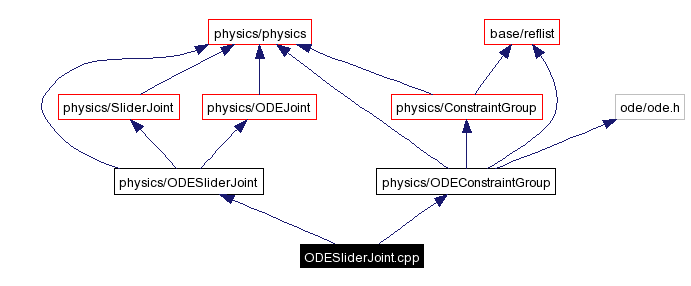 physics/physics
base/reflist
physics/SliderJoint
physics/ODEJoint
physics/ConstraintGroup
ode/ode.h
physics/ODESliderJoint
physics/ODEConstraintGroup
ODESliderJoint.cpp